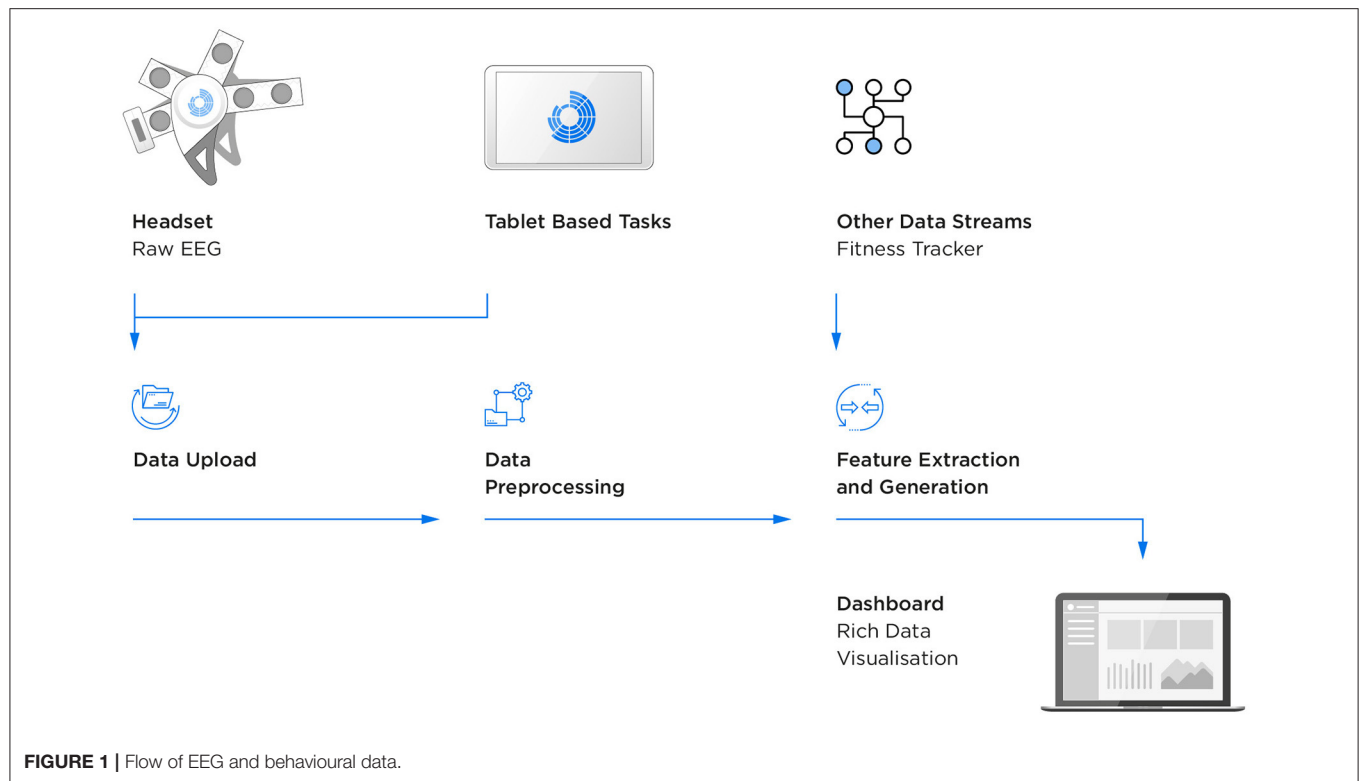 Headset
Raw EEG
Tablet Based Tasks
Other Data Streams
Fitness Tracker
Data Upload
Data
Preprocessing
Feature Extraction
and Generation
Dashboard
Rich Data
Visualisation
FIGURE 1 | Flow of EEG and behavioural data.